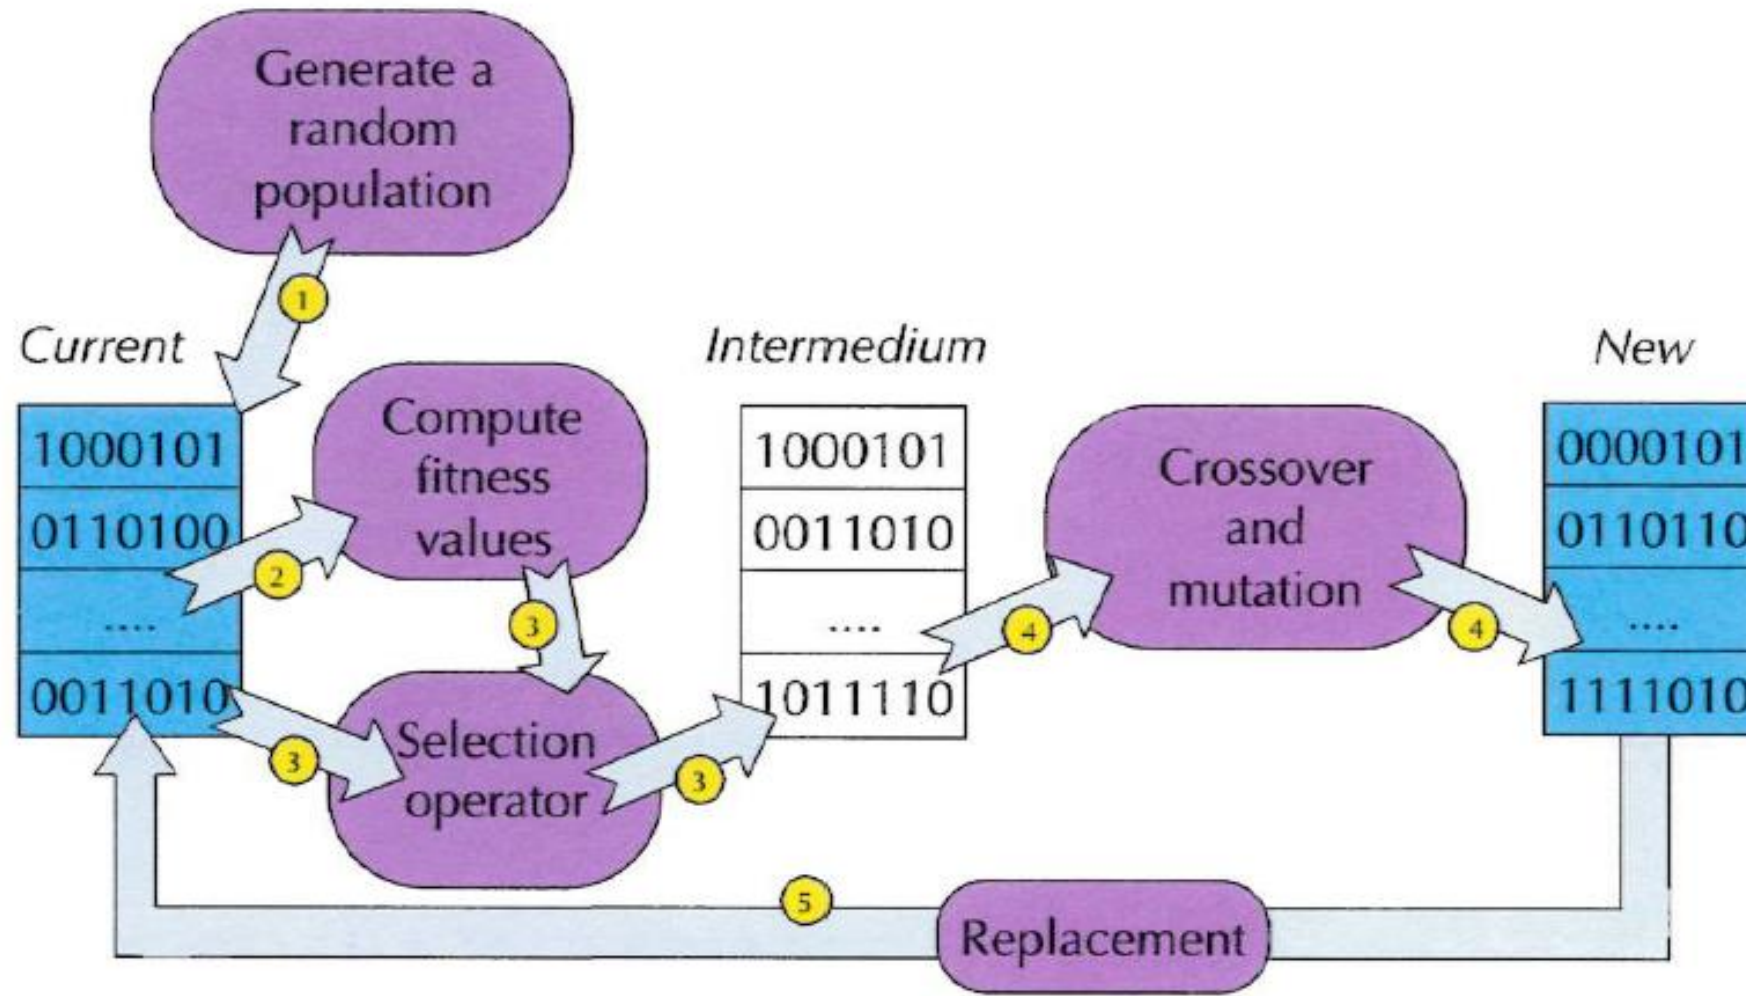 Generate a
random
population
1
Current
Intermedium
New
1000101
0110100
....
0011010
2
Compute
fitness
values
3
3
Selection
operator
3
1000101
0011010
....
1011110
4
Crossover
and
mutation
4
0000101
0110110
....
1111010
5
Replacement